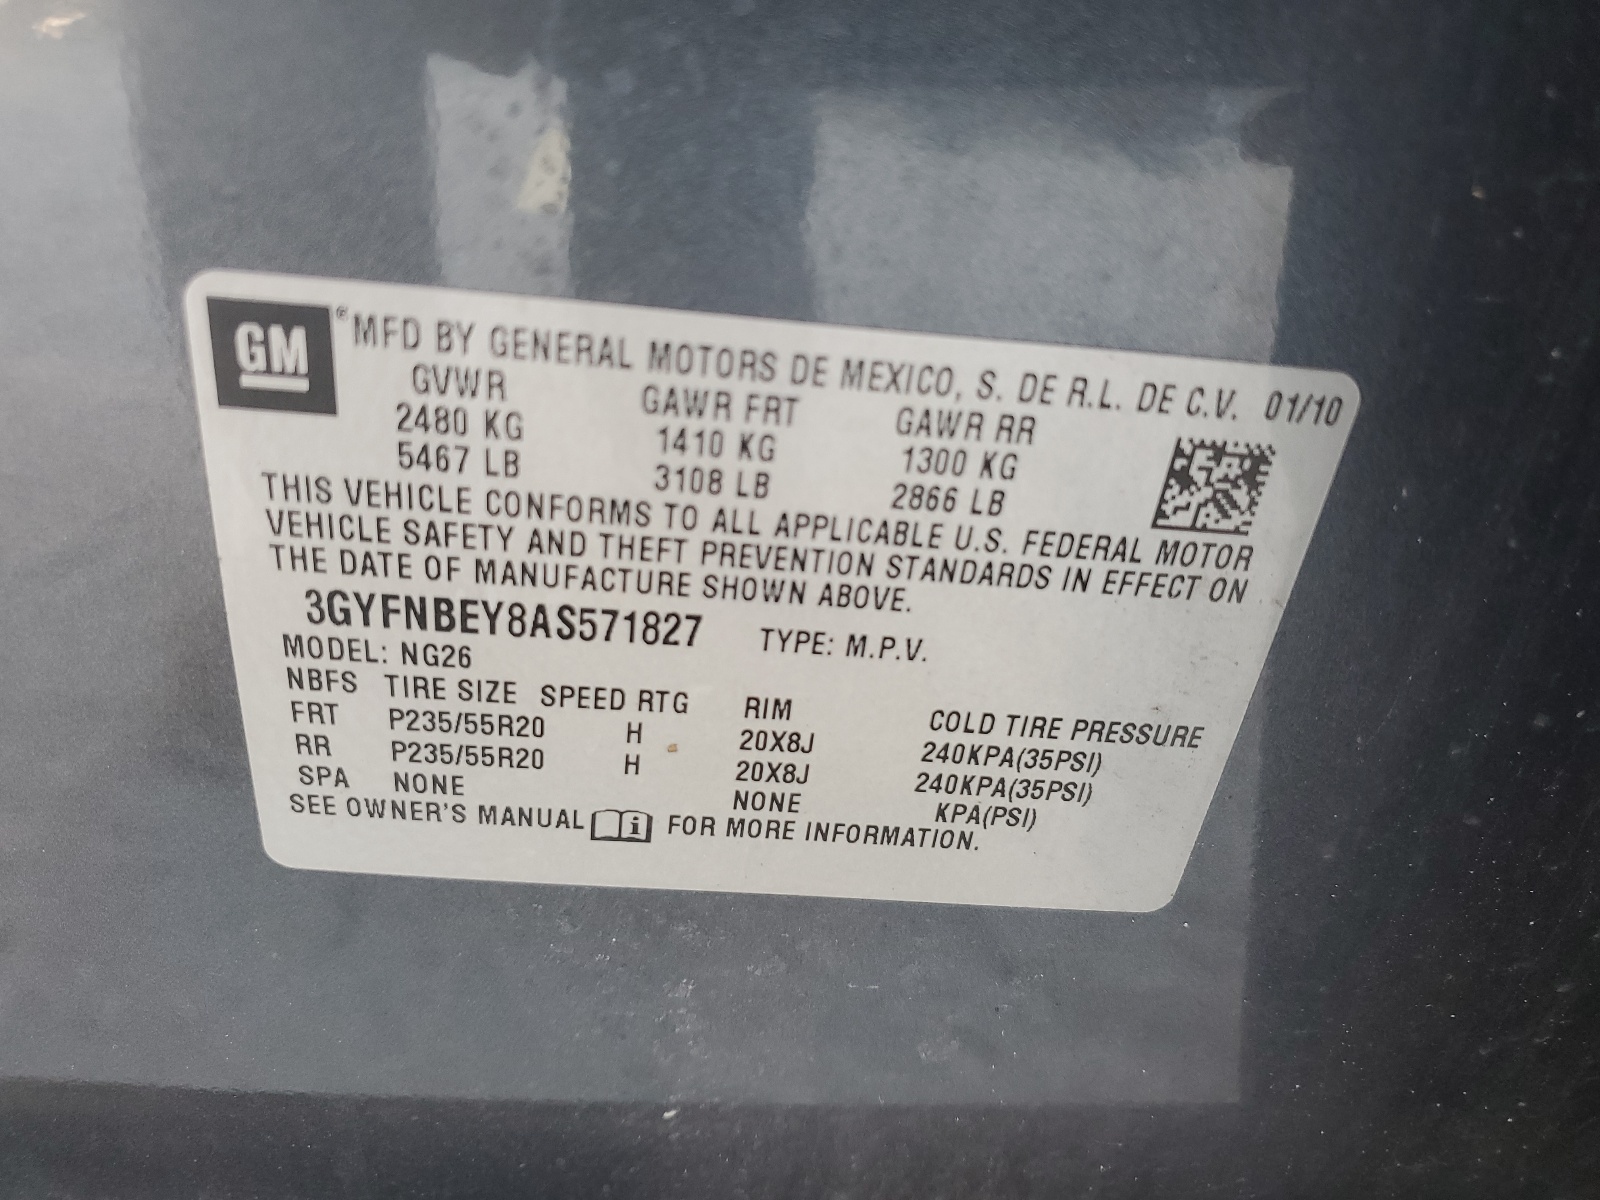 GM ® MFD BY GENERAL MOTORS DE MEXICO, S. DE R.L. DE C.V. 01/10
GVWR GAWR FRT GAWR RR
2480 KG 1410 KG 1300 KG
5467 LB 3108 LB 2866 LB
THIS VEHICLE CONFORMS TO ALL APPLICABLE U.S. FEDERAL MOTOR
VEHICLE SAFETY AND THEFT PREVENTION STANDARDS IN EFFECT ON
THE DATE OF MANUFACTURE SHOWN ABOVE.
3GYFNBEY8AS571827 TYPE: M.P.V.
MODEL: NG26
NBFS TIRE SIZE SPEED RTG RIM COLD TIRE PRESSURE
FRT P235/55R20 H 20X8J 240KPA(35PSI)
RR P235/55R20 H 20X8J 240KPA(35PSI)
SPA NONE NONE KPA(PSI)
SEE OWNER'S MANUAL i FOR MORE INFORMATION.